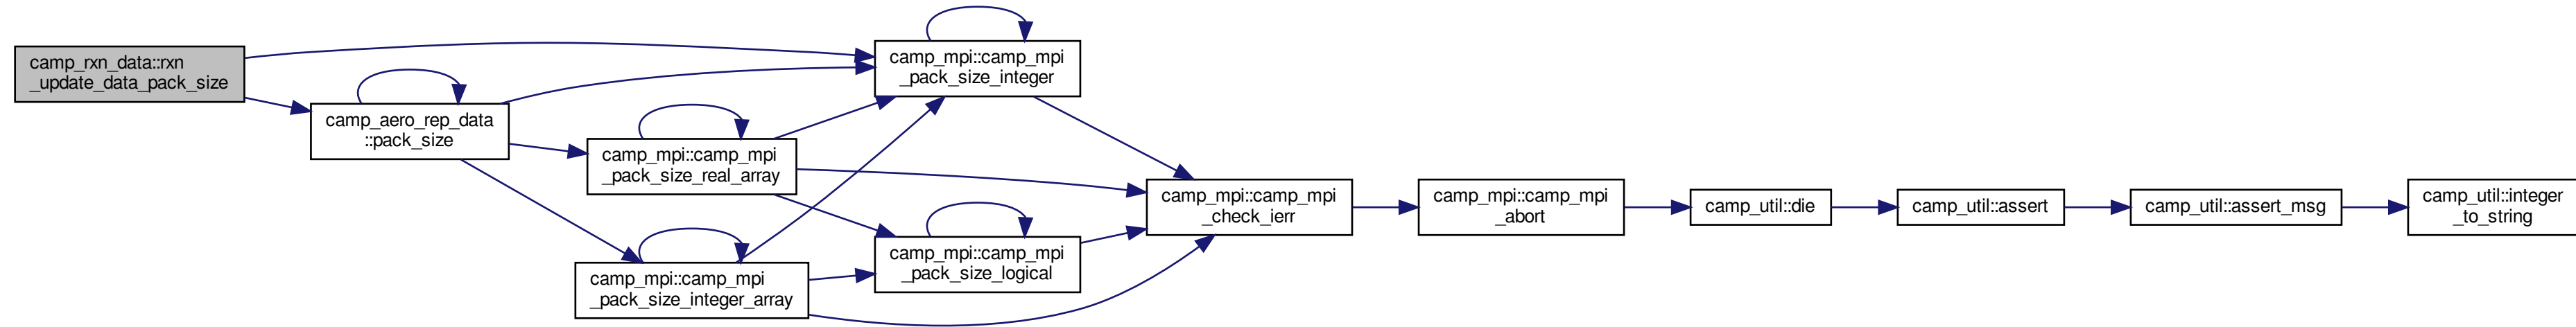 camp_rxn_data::rxn
_update_data_pack_size
camp_aero_rep_data
::pack_size
camp_mpi::camp_mpi
_pack_size_integer
camp_mpi::camp_mpi
_pack_size_real_array
camp_mpi::camp_mpi
_pack_size_integer_array
camp_mpi::camp_mpi
_pack_size_logical
camp_mpi::camp_mpi
_check_ierr
camp_mpi::camp_mpi
_abort
camp_util::die
camp_util::assert
camp_util::assert_msg
camp_util::integer
_to_string